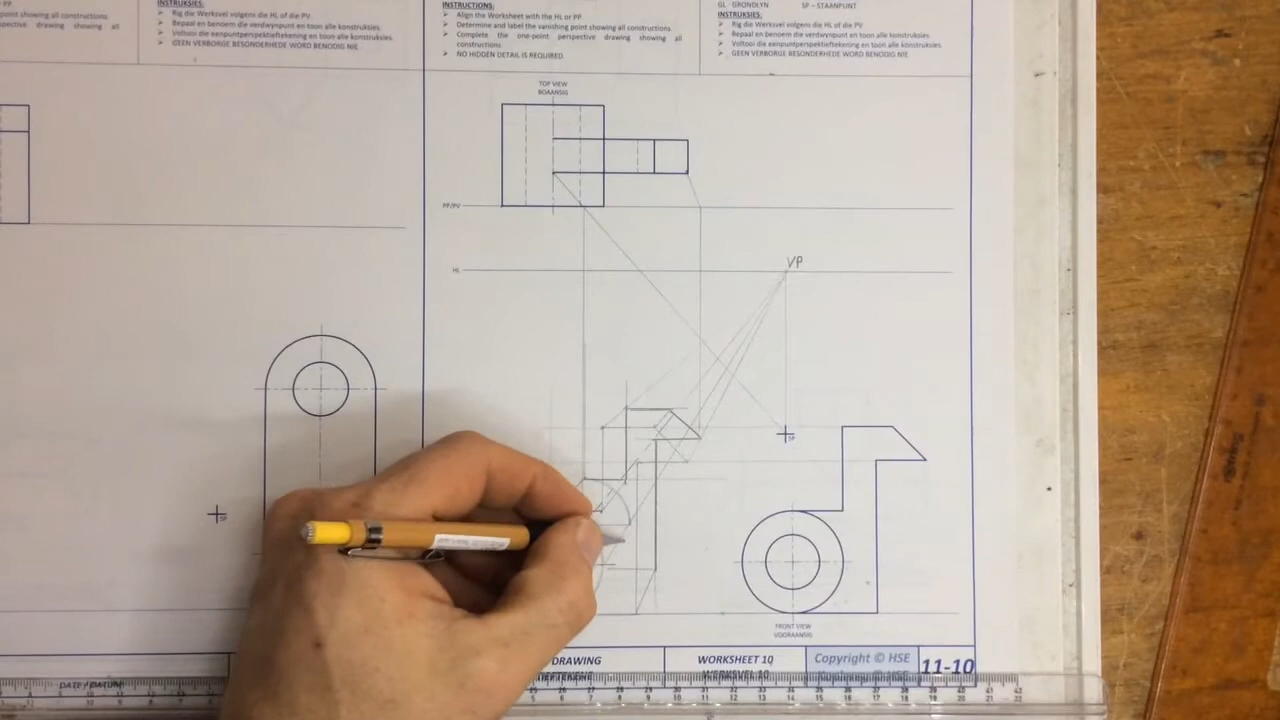 PP
point showing all
spective drawing showing all
INSTRUKSIES:
➢ Rig die Werksvel volgens die HL of die PV
➢ Bepaal en benoem die verdwynpunt en toon alle konstruksies.
➢ Voltooi die eenpuntperspektieftekening en toon alle konstruksies.
➢ GEEN VERBORGE BESONDERHEDE WORD BENODIG NIE
INSTRUCTIONS:
➢ Align the Worksheet with the HL or PP
➢ Determine and label the vanishing point showing all constructions.
➢ Complete the one-point perspective drawing showing all
constructions
➢ NO HIDDEN DETAIL IS REQUIRED.
GL - GRONDLYN SP – STAANPUNT
INSTRUKSIES:
➢ Rig die Werksvel volgens die HL of die PV
➢ Bepaal en benoem die verdwynpunt en toon alle konstruksies.
➢ Voltooi die eenpuntperspektieftekening en toon alle konstruksies.
➢ GEEN VERBORGE BESONDERHEDE WORD BENODIG NIE
TOP VIEW
BOAANSIG
PP/PV
HL
VP
SP
SP
FRONT VIEW
VOORAANSIG
DRAWING
WORKSHEET 10
WERKSVEL 10
Copyright © HSE
11-10
DATE / DATUM